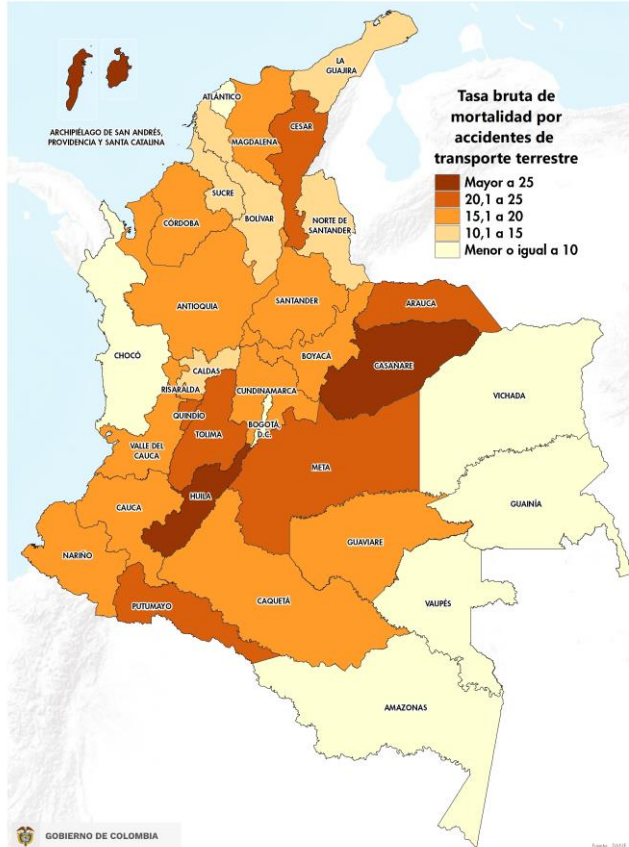 LA
GUAJIRA
ATLÁNTICO
ARCHIPIÉLAGO DE SAN ANDRÉS,
PROVIDENCIA Y SANTA CATALINA
MAGDALENA
CESAR
Tasa bruta de
mortalidad por
accidentes de
transporte terrestre
Mayor a 25
20,1 a 25
15,1 a 20
10,1 a 15
Menor o igual a 10
SUCRE
CÓRDOBA
BOLÍVAR
NORTE DE
SANTANDER
ANTIOQUIA
SANTANDER
ARAUCA
CHOCÓ
BOYACÁ
CASANARE
CALDAS
RISARALDA
CUNDINAMARCA
VICHADA
QUINDÍO
BOGOTÁ
D.C.
TOLIMA
VALLE DEL
CAUCA
META
HUILA
GUAINÍA
CAUCA
GUAVIARE
NARIÑO
CAQUETÁ
VAUPÉS
PUTUMAYO
AMAZONAS
GOBIERNO DE COLOMBIA